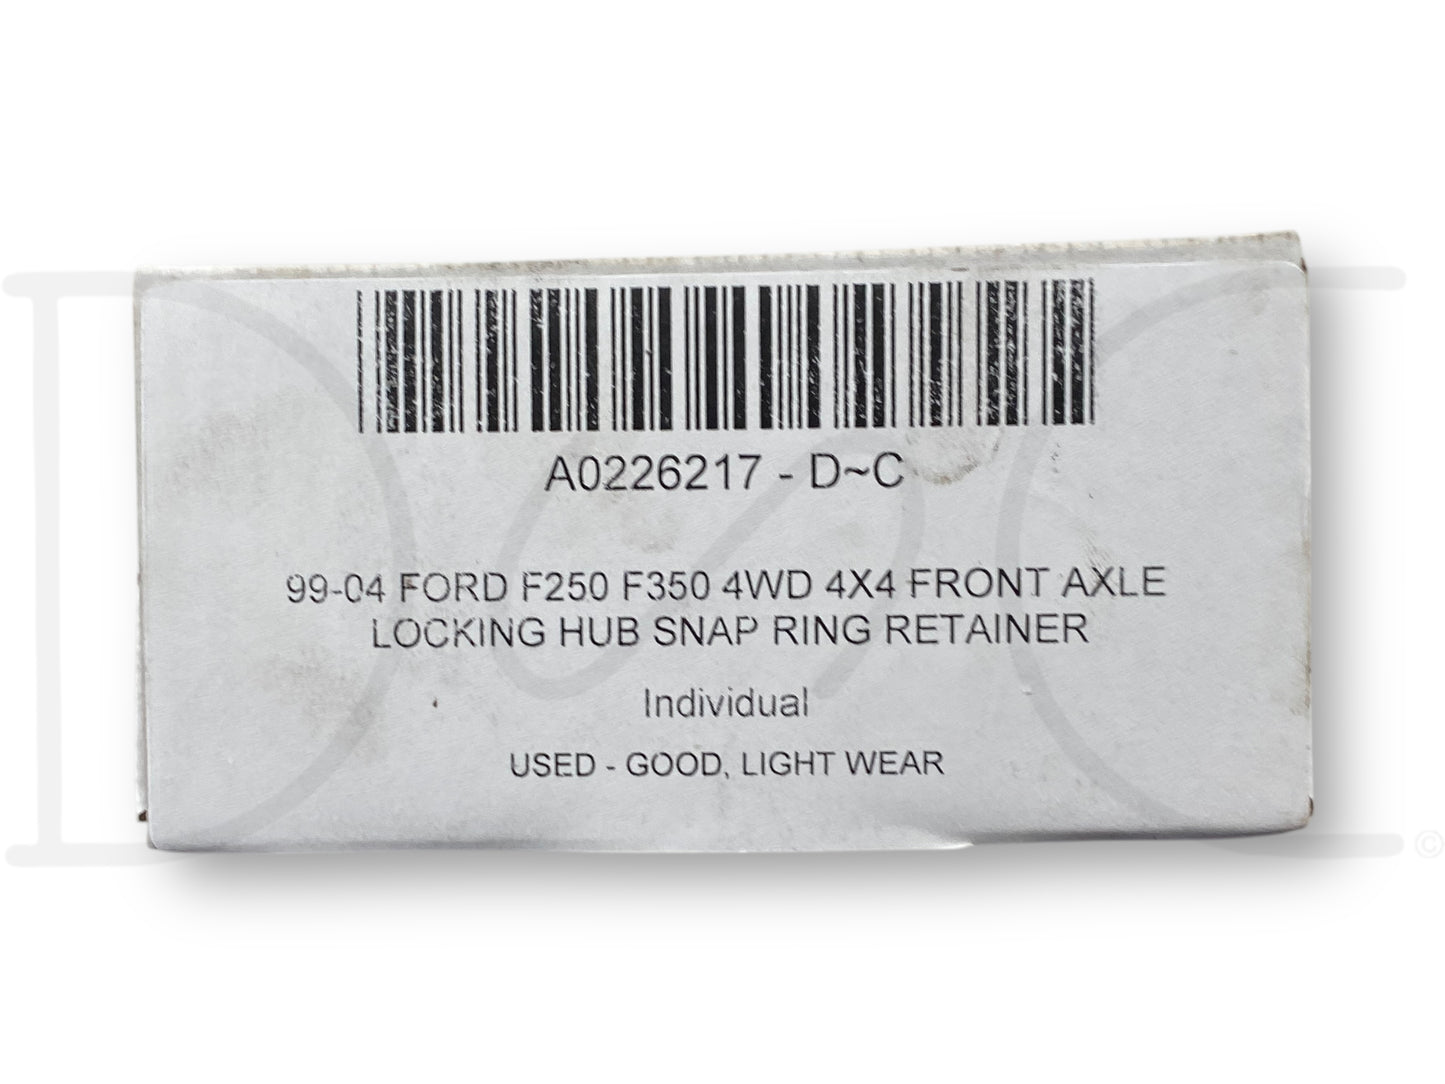 A0226217 - D~C
99-04 FORD F250 F350 4WD 4X4 FRONT AXLE
LOCKING HUB SNAP RING RETAINER
Individual
USED - GOOD, LIGHT WEAR
©